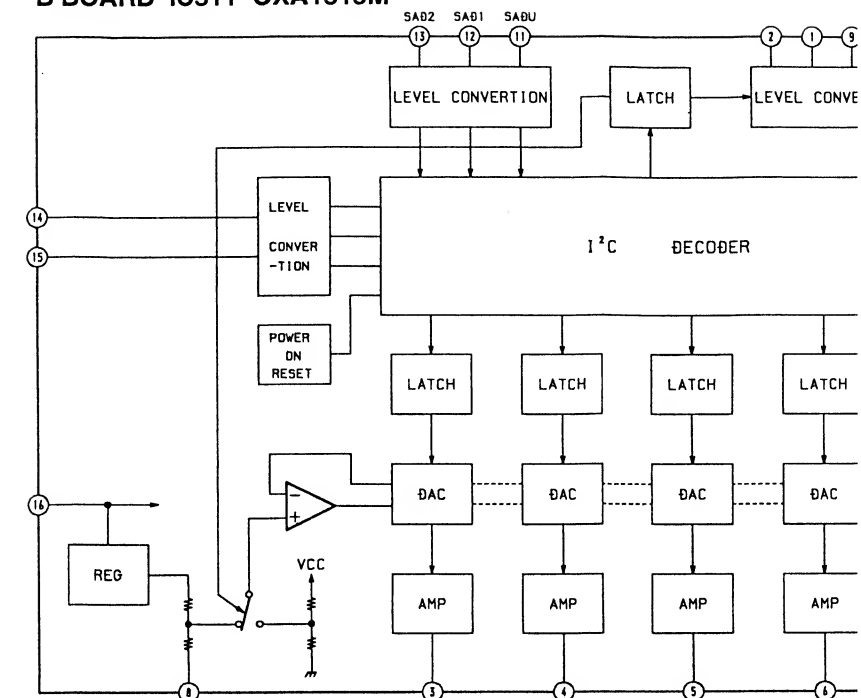 SAD2 SAD1 SADU
13 12 11 2 1 9
LEVEL CONVERTION
LATCH
LEVEL CONVE
14
15
LEVEL
CONVER
-TION
I²C DECODER
POWER
ON
RESET
LATCH LATCH LATCH LATCH
16
−
+
DAC DAC DAC DAC
REG
VCC
AMP AMP AMP AMP
8 3 4 5 6